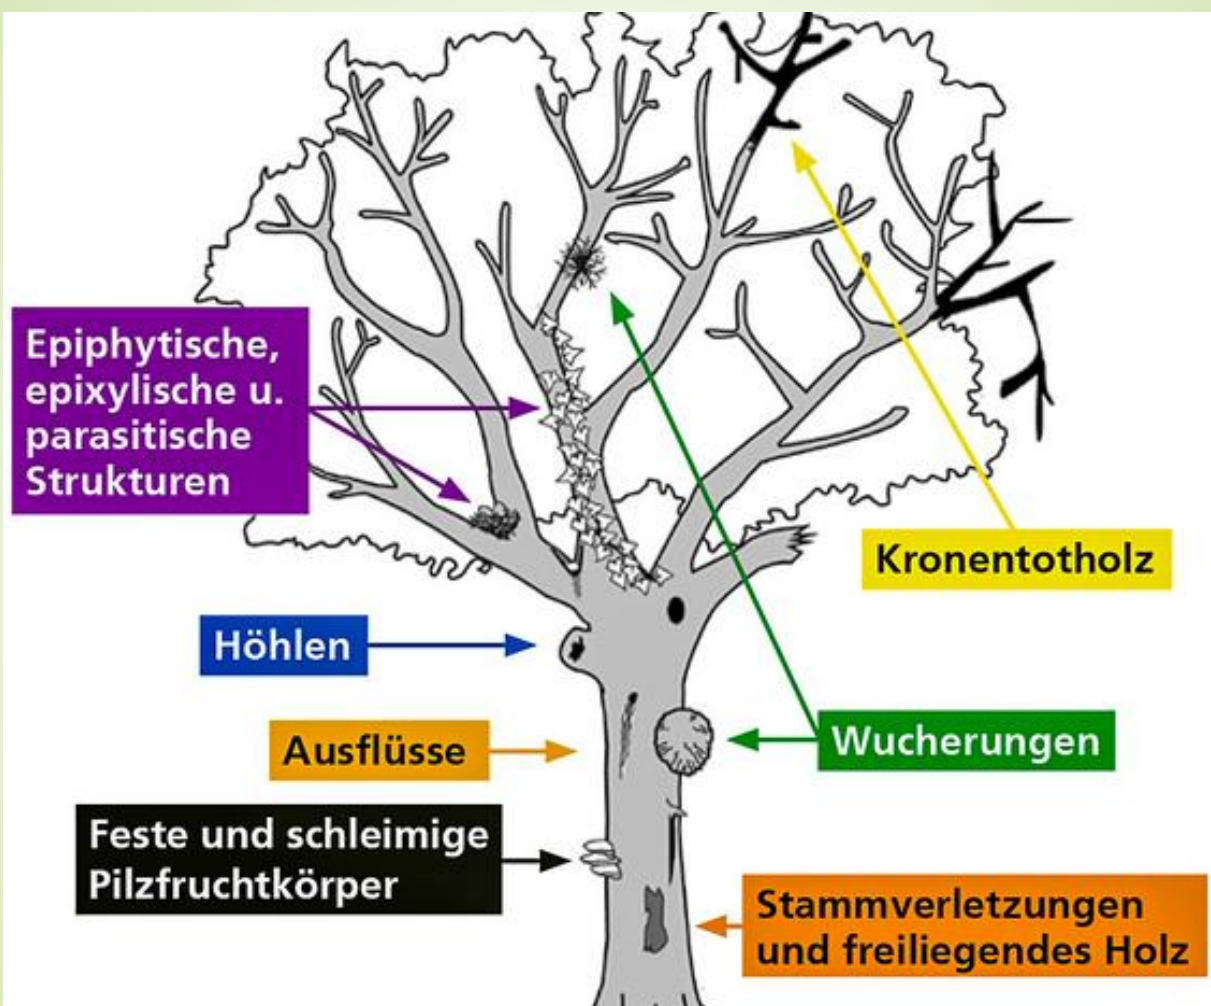 Epiphytische,
epixylische u.
parasitische
Strukturen
Kronentotholz
Höhlen
Ausflüsse
Wucherungen
Feste und schleimige
Pilzfruchtkörper
Stammverletzungen
und freiliegendes Holz